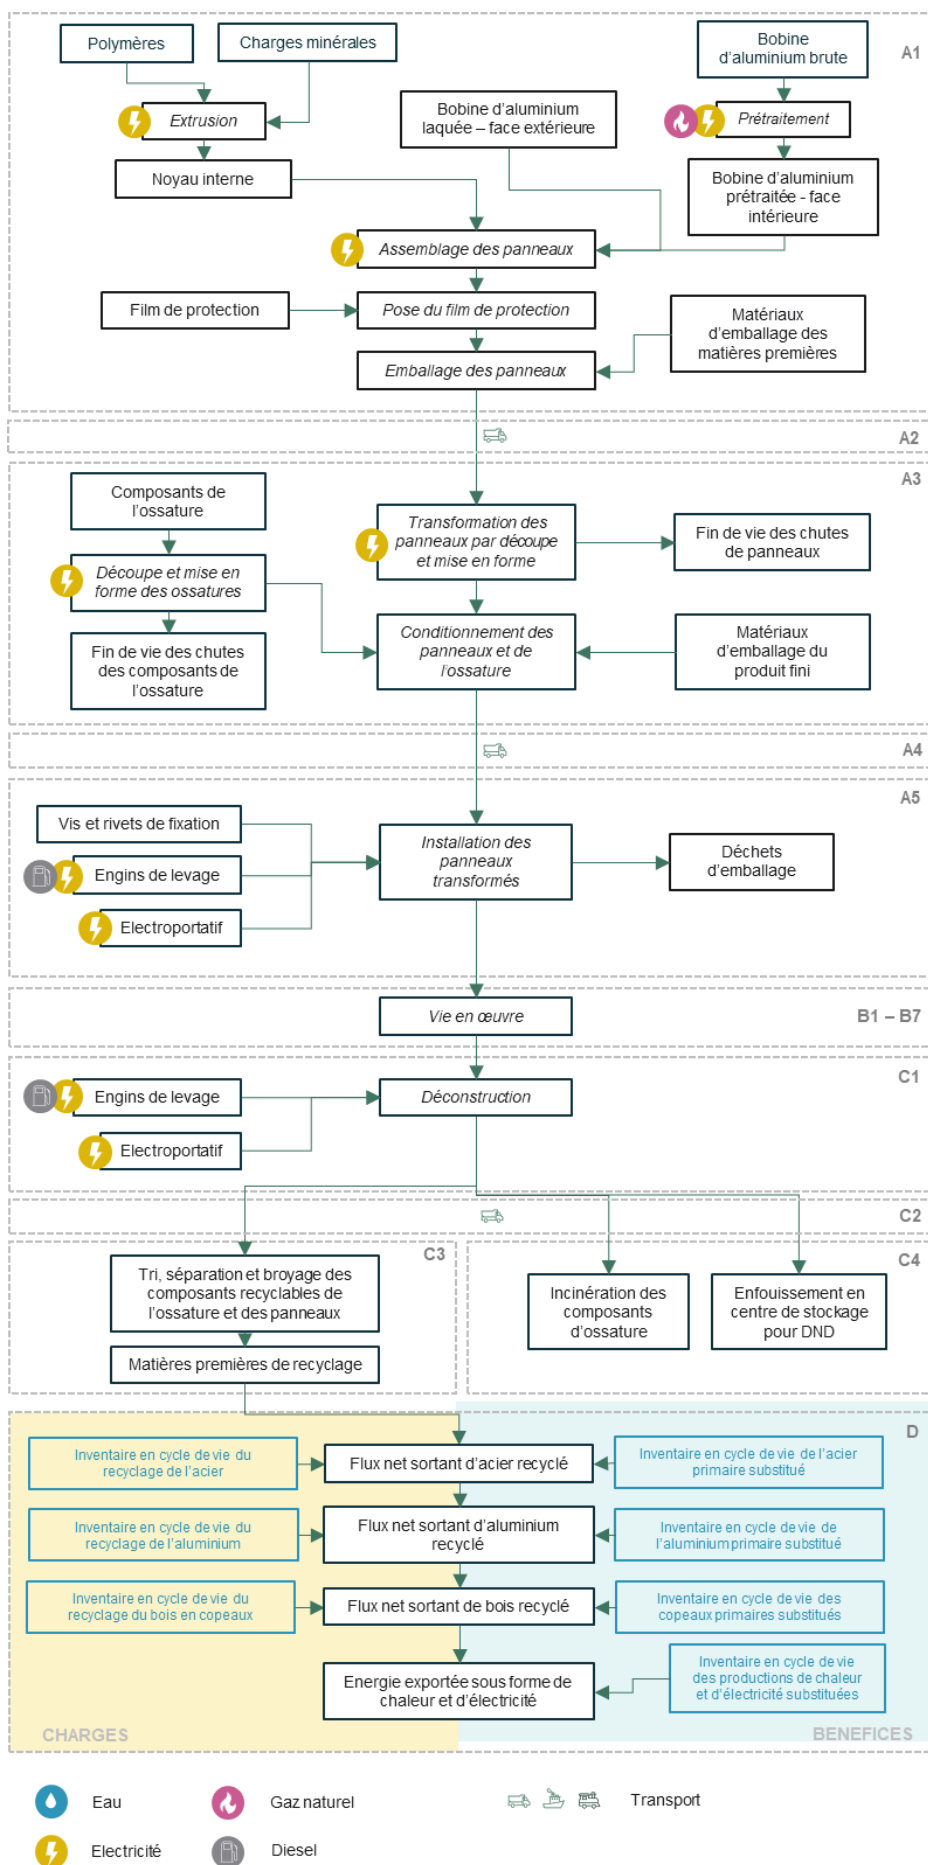 Polymères
Charges minérales
Bobine
d'aluminium brute
A1
Extrusion
Bobine d'aluminium
laquée – face extérieure
Prétraitement
Noyau interne
Bobine d'aluminium
prétraitée - face
intérieure
Assemblage des panneaux
Film de protection
Pose du film de protection
Matériaux
d'emballage des
matières premières
Emballage des panneaux
A2
A3
Composants de
l'ossature
Transformation des
panneaux par découpe
et mise en forme
Fin de vie des chutes
de panneaux
Découpe et mise en
forme des ossatures
Fin de vie des chutes
des composants de
l'ossature
Conditionnement des
panneaux et de
l'ossature
Matériaux
d'emballage du
produit fini
A4
A5
Vis et rivets de fixation
Engins de levage
Electroportatif
Installation des
panneaux
transformés
Déchets
d'emballage
Vie en œuvre
B1 – B7
C1
Engins de levage
Déconstruction
Electroportatif
C2
C3
C4
Tri, séparation et broyage des
composants recyclables de
l'ossature et des panneaux
Incinération des
composants
d'ossature
Enfouissement en
centre de stockage
pour DND
Matières premières de recyclage
D
Inventaire en cycle de vie du
recyclage de l'acier
Flux net sortant d'acier recyclé
Inventaire en cycle de vie de l'acier
primaire substitué
Inventaire en cycle de vie du
recyclage de l'aluminium
Flux net sortant d'aluminium
recyclé
Inventaire en cycle de vie de
l'aluminium primaire substitué
Inventaire en cycle de vie du
recyclage du bois en copeaux
Flux net sortant de bois recyclé
Inventaire en cycle de vie des
copeaux primaires substitués
Energie exportée sous forme de
chaleur et d'électricité
Inventaire en cycle de vie
des productions de chaleur
et d'électricité substituées
CHARGES
BENEFICES
Eau
Gaz naturel
Transport
Electricité
Diesel